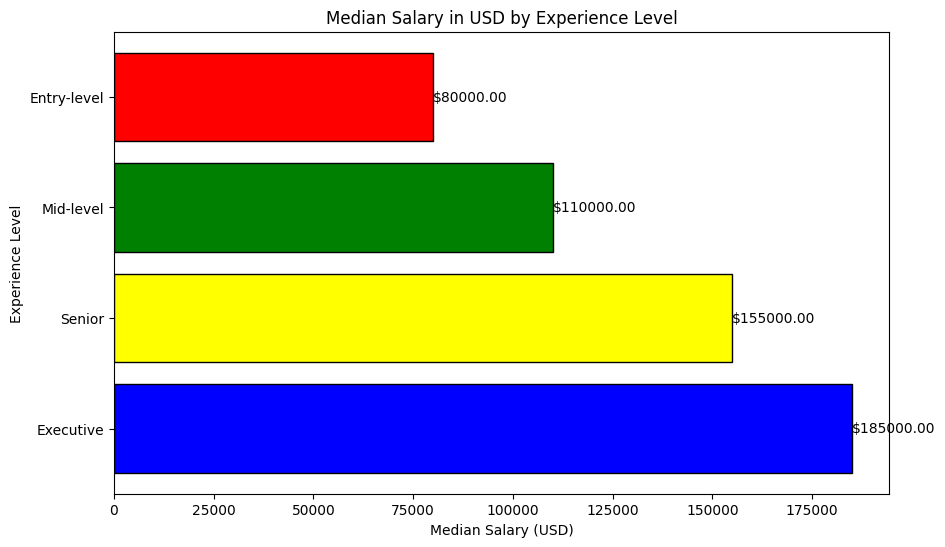 Median Salary in USD by Experience Level
Entry-level
$80000.00
Mid-level
$110000.00
Senior
$155000.00
Executive
$185000.00
Experience Level
0 25000 50000 75000 100000 125000 150000 175000
Median Salary (USD)